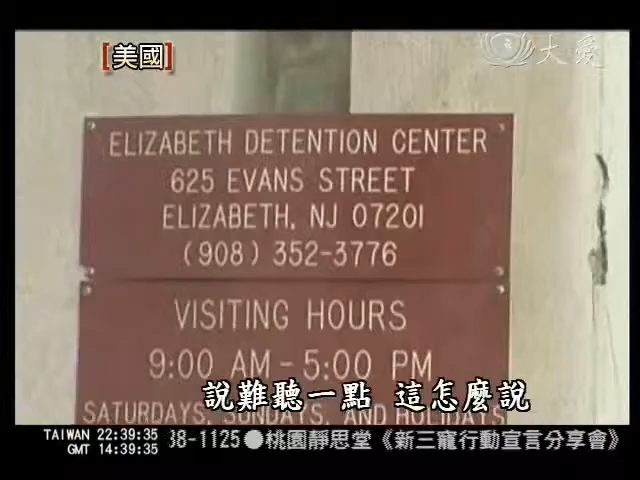 [美國]
大愛
ELIZABETH DETENTION CENTER
625 EVANS STREET
ELIZABETH, NJ 07201
(908) 352-3776
VISITING HOURS
9:00 AM - 5:00 PM
說難聽一點 這怎麼說
SATURDAYS, SUNDAYS, AND HOLIDAYS
TAIWAN 22:39:35
GMT 14:39:35
38-1125 ●桃園靜思堂《新三寵行動宣言分享會》